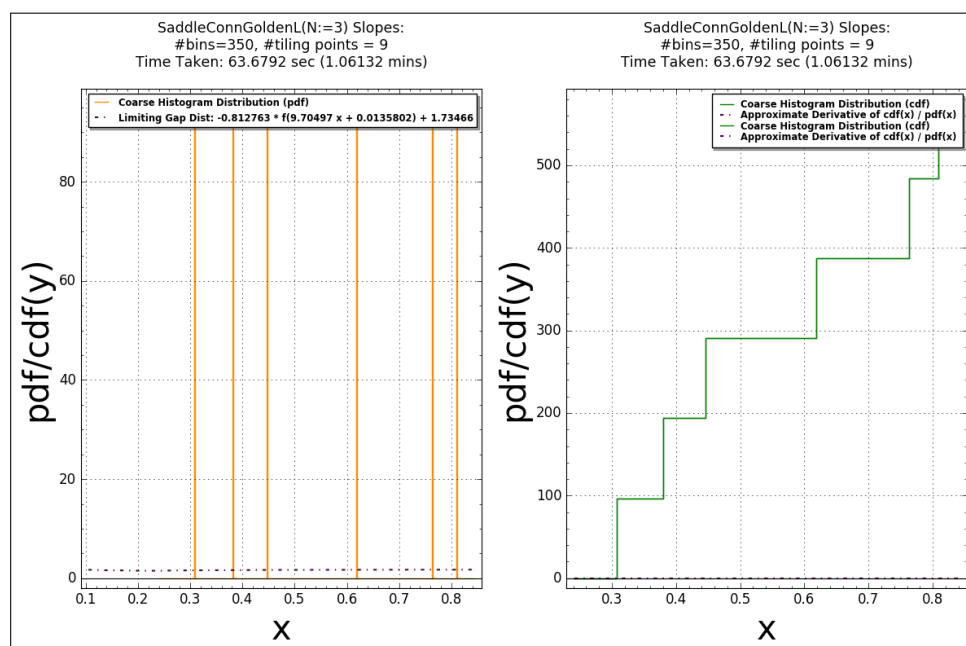 SaddleConnGoldenL(N:=3) Slopes:
#bins=350, #tiling points = 9
Time Taken: 63.6792 sec (1.06132 mins)
Coarse Histogram Distribution (pdf)
Limiting Gap Dist: -0.812763 * f(9.70497 x + 0.0135802) + 1.73466
pdf/cdf(y)
80
60
40
20
0
0.1 0.2 0.3 0.4 0.5 0.6 0.7 0.8
x
SaddleConnGoldenL(N:=3) Slopes:
#bins=350, #tiling points = 9
Time Taken: 63.6792 sec (1.06132 mins)
Coarse Histogram Distribution (cdf)
Approximate Derivative of cdf(x) / pdf(x)
Coarse Histogram Distribution (cdf)
Approximate Derivative of cdf(x) / pdf(x)
pdf/cdf(y)
500
400
300
200
100
0
0.3 0.4 0.5 0.6 0.7 0.8
x